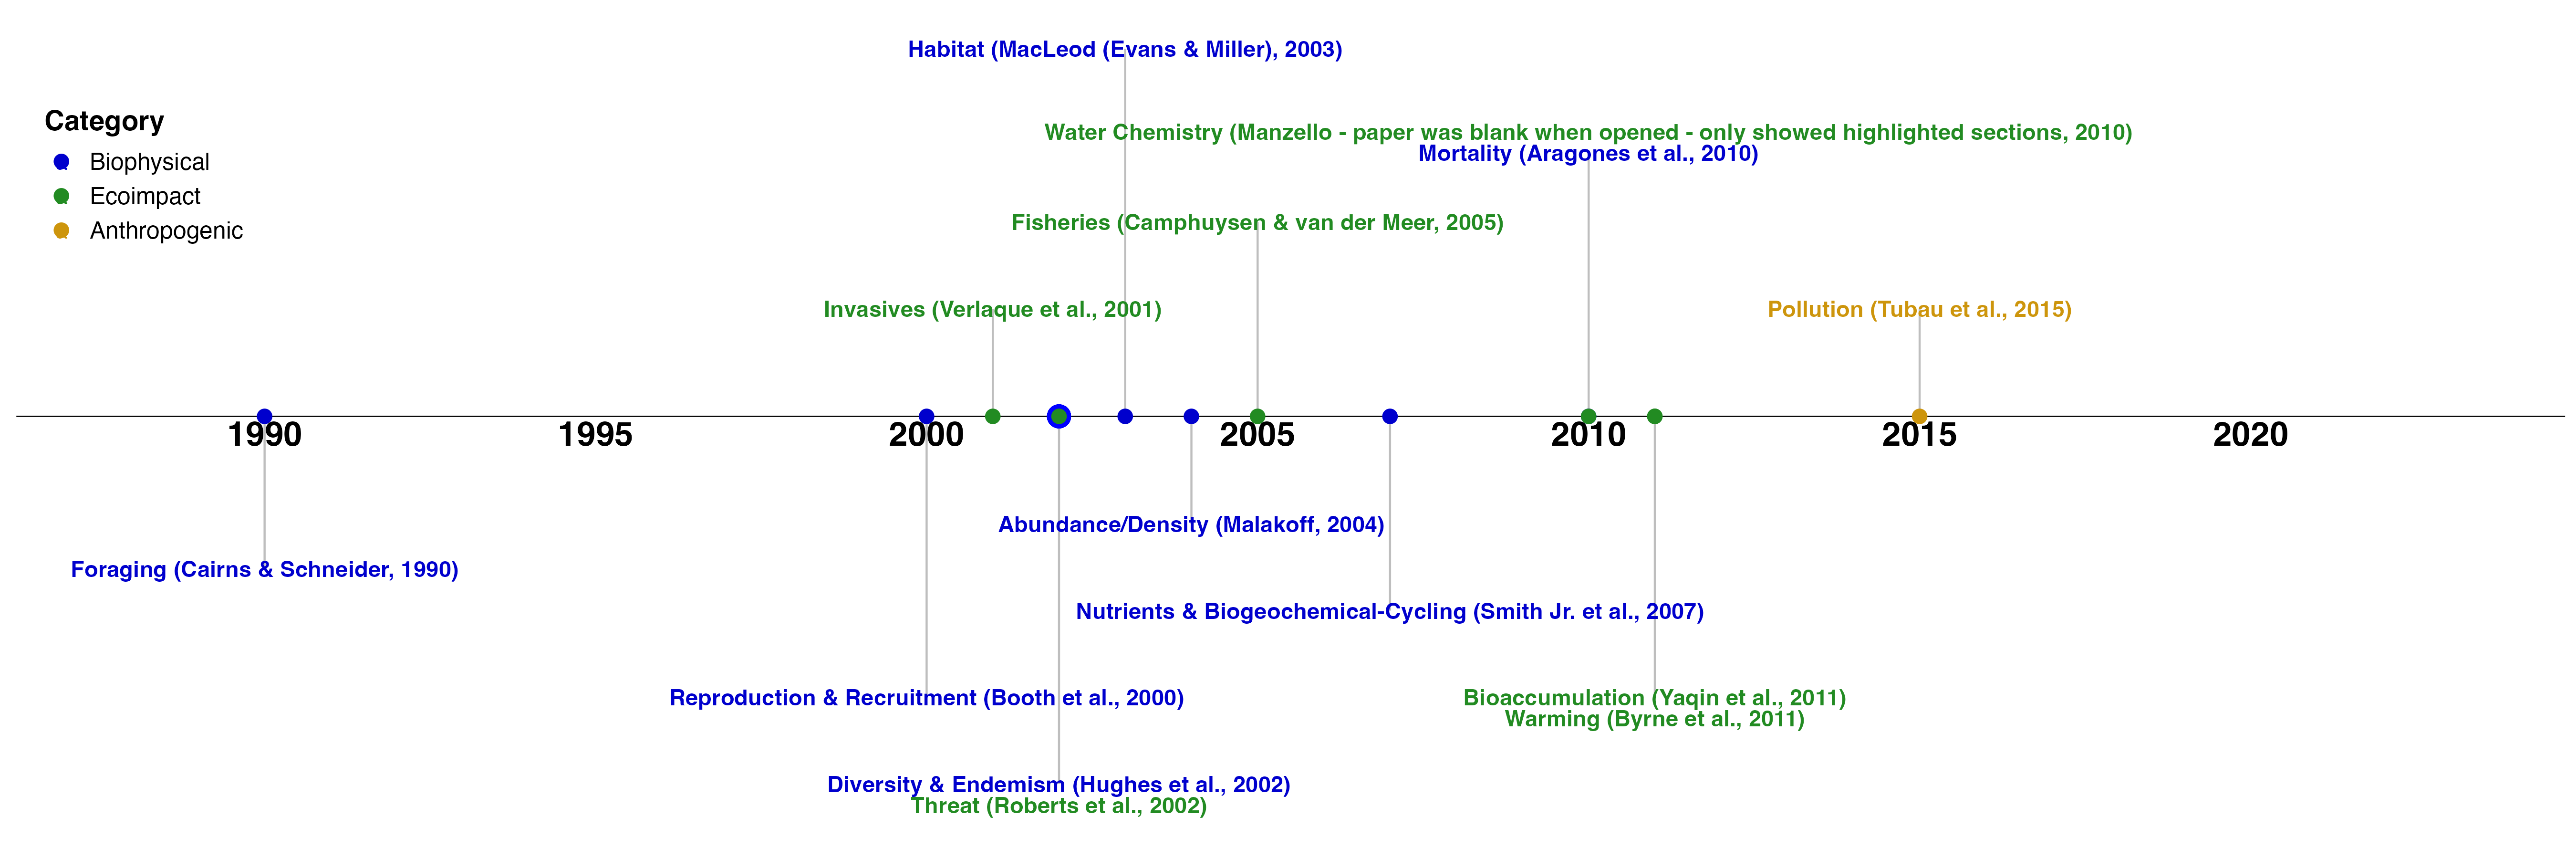 Habitat (MacLeod (Evans & Miller), 2003)
Category
Biophysical
Ecoimpact
Anthropogenic
Water Chemistry (Manzello - paper was blank when opened - only showed highlighted sections, 2010)
Mortality (Aragones et al., 2010)
Fisheries (Camphuysen & van der Meer, 2005)
Invasives (Verlaque et al., 2001)
Pollution (Tubau et al., 2015)
1990 1995 2000 2005 2010 2015 2020
Abundance/Density (Malakoff, 2004)
Foraging (Cairns & Schneider, 1990)
Nutrients & Biogeochemical-Cycling (Smith Jr. et al., 2007)
Reproduction & Recruitment (Booth et al., 2000)
Bioaccumulation (Yaqin et al., 2011)
Warming (Byrne et al., 2011)
Diversity & Endemism (Hughes et al., 2002)
Threat (Roberts et al., 2002)